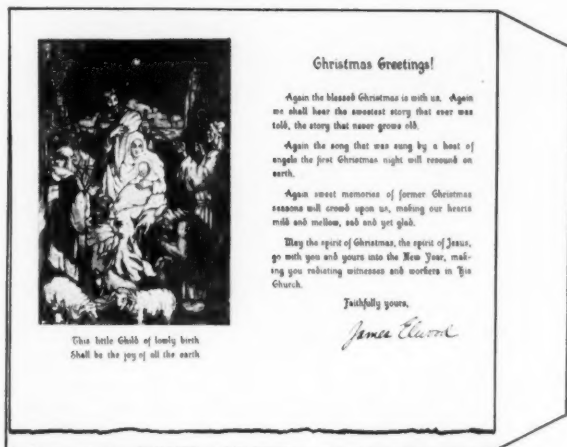 This little Child of lowly birth
Shall be the joy of all the earth
Christmas Greetings!
Again the blessed Christmas is with us. Again
we shall hear the sweetest story that ever was
told, the story that never grows old.
Again the song that was sung by a host of
angels the first Christmas night will resound on
earth.
Again sweet memories of former Christmas
seasons will crowd upon us, making our hearts
mild and mellow, sad and yet glad.
May the spirit of Christmas, the spirit of Jesus,
go with you and yours into the New Year, mak-
ing you radiating witnesses and workers in His
Church.
Faithfully yours,
James Elwood